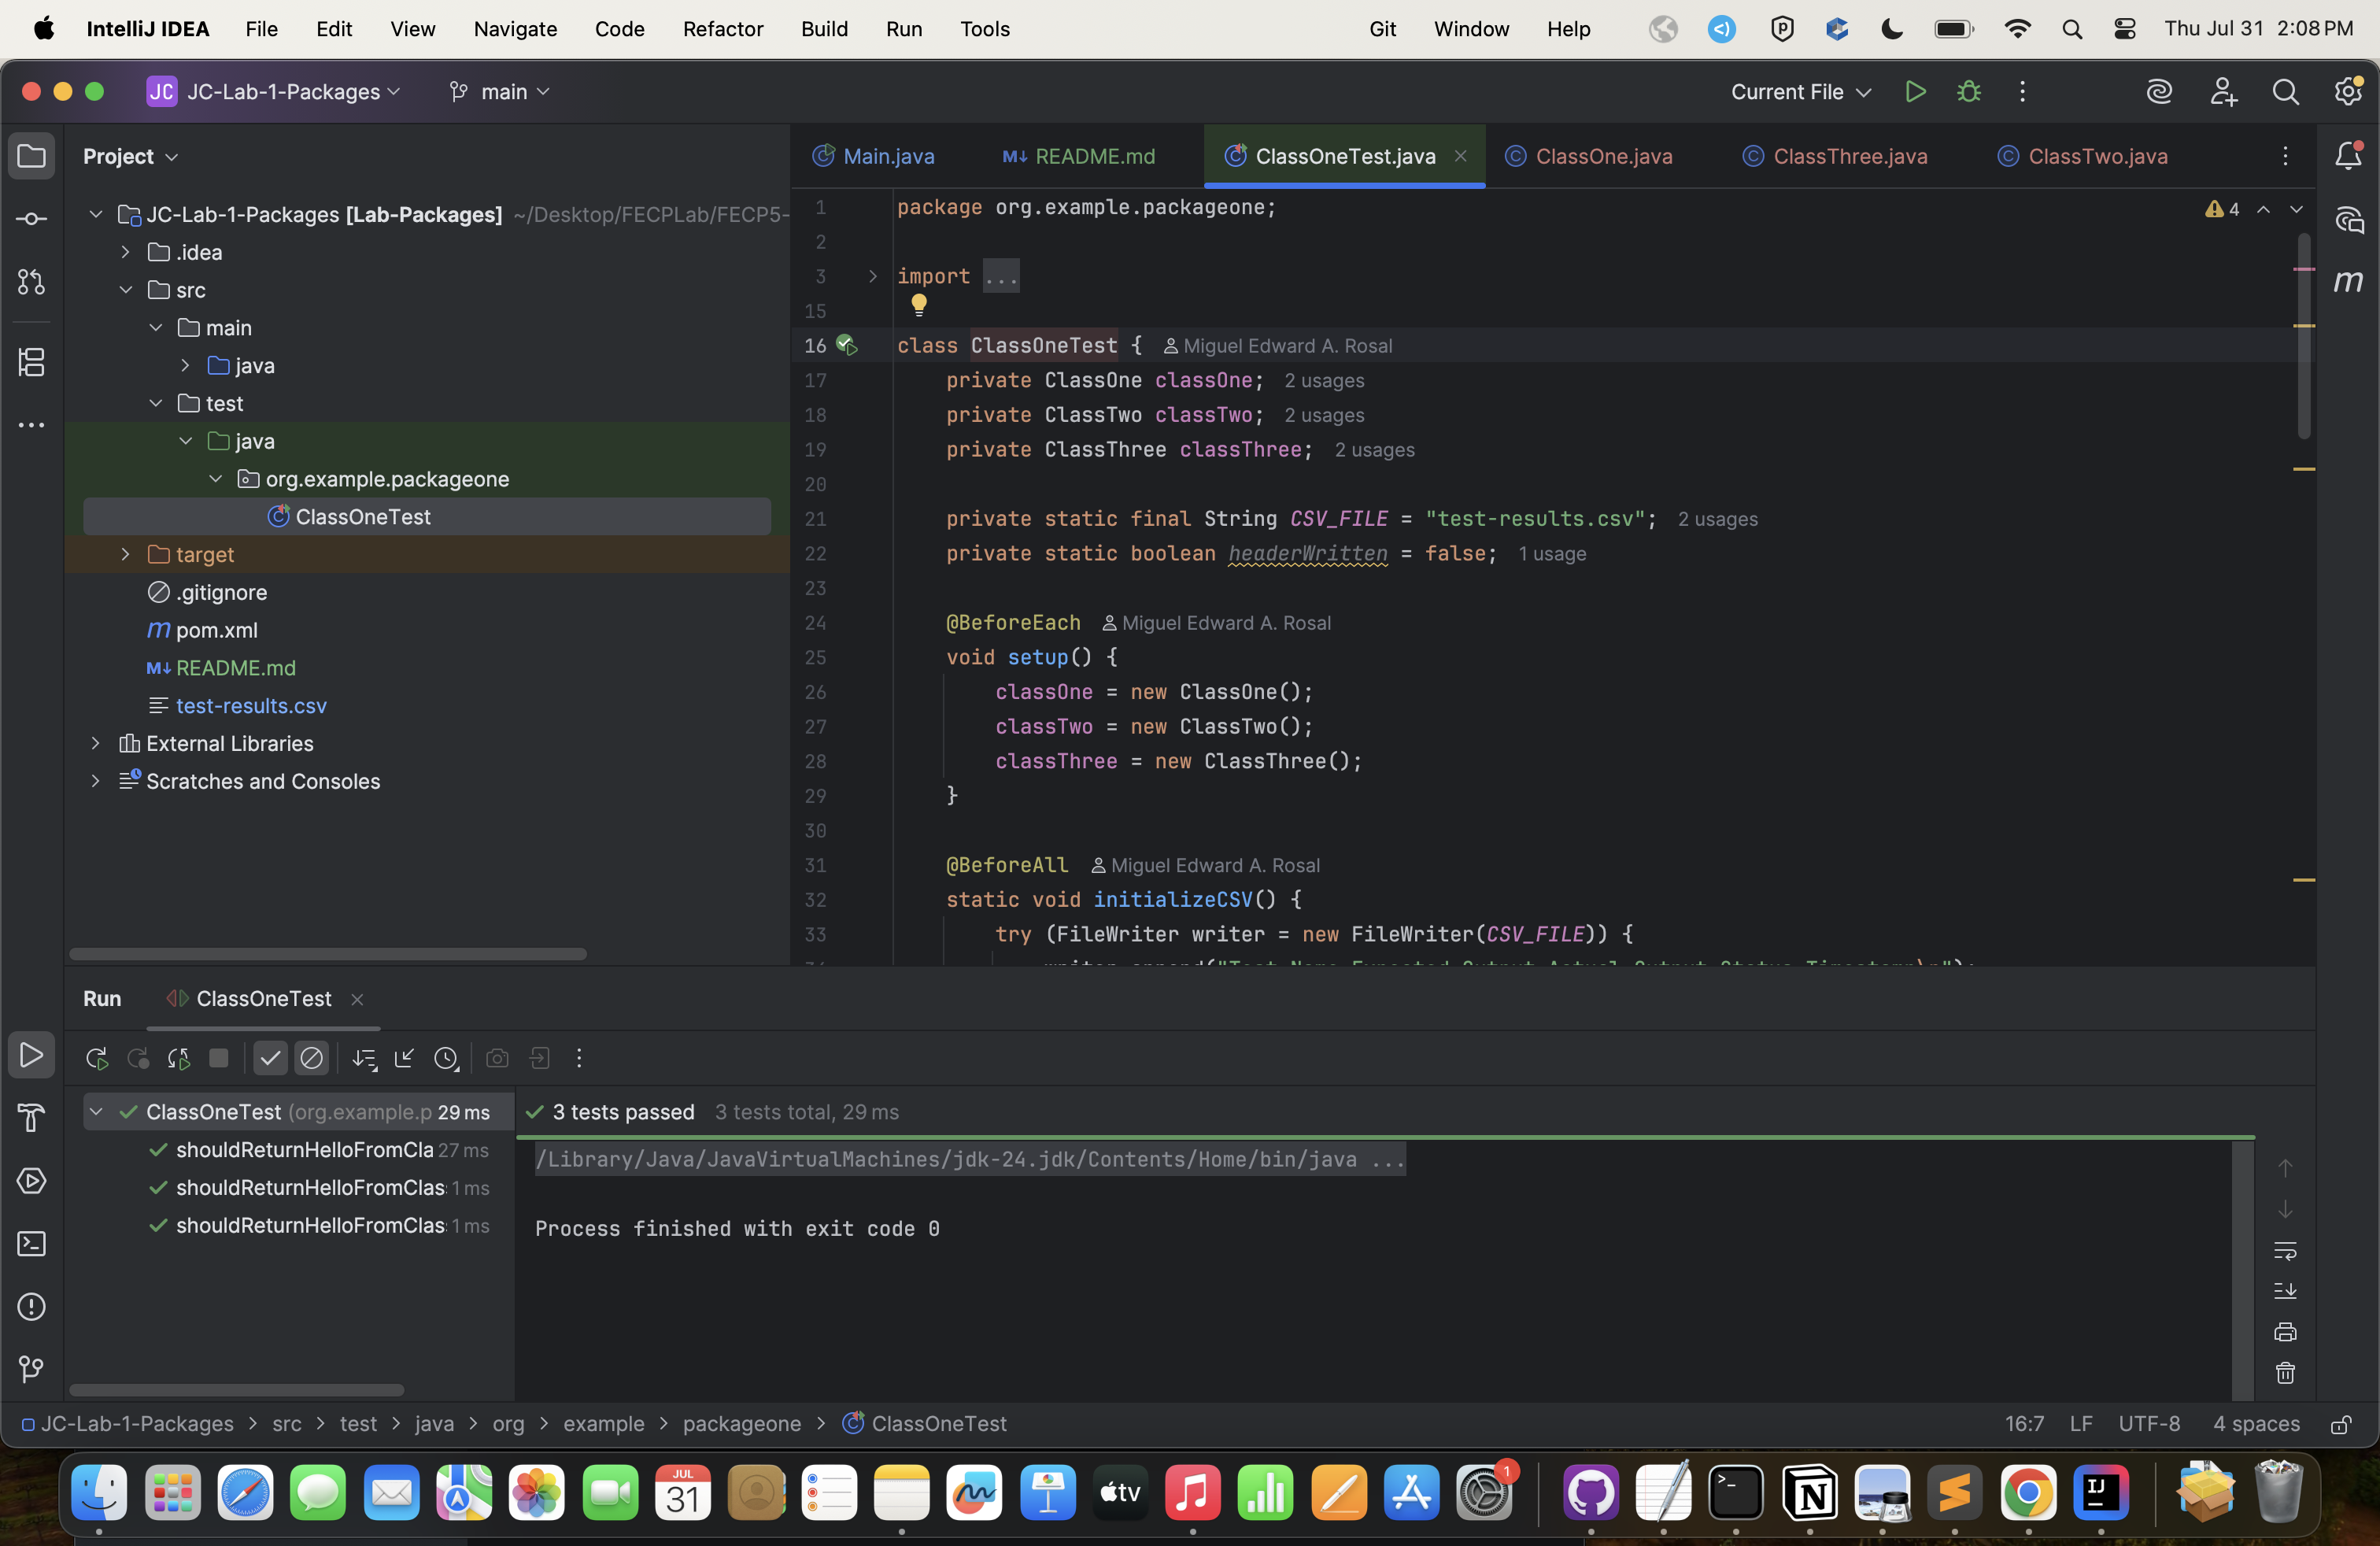 IntelliJ IDEA File Edit View Navigate Code Refactor Build Run Tools Git Window Help Thu Jul 31 2:08 PM
JC JC-Lab-1-Packages main Current File
Project
Main.java README.md ClassOneTest.java ClassOne.java ClassThree.java ClassTwo.java
JC-Lab-1-Packages [Lab-Packages] ~/Desktop/FECPLab/FECP5-
.idea
src
main
java
test
java
org.example.packageone
ClassOneTest
target
.gitignore
pom.xml
README.md
test-results.csv
External Libraries
Scratches and Consoles
1 package org.example.packageone;
4
2
3 import ...
15
16 class ClassOneTest { Miguel Edward A. Rosal
17 private ClassOne classOne; 2 usages
18 private ClassTwo classTwo; 2 usages
19 private ClassThree classThree; 2 usages
20
21 private static final String CSV_FILE = "test-results.csv"; 2 usages
22 private static boolean headerWritten = false; 1 usage
23
24 @BeforeEach Miguel Edward A. Rosal
25 void setup() {
26 classOne = new ClassOne();
27 classTwo = new ClassTwo();
28 classThree = new ClassThree();
29 }
30
31 @BeforeAll Miguel Edward A. Rosal
32 static void initializeCSV() {
33 try (FileWriter writer = new FileWriter(CSV_FILE)) {
Run ClassOneTest
ClassOneTest (org.example.p 29 ms
shouldReturnHelloFromCla 27 ms
shouldReturnHelloFromClas 1 ms
shouldReturnHelloFromClas 1 ms
3 tests passed 3 tests total, 29 ms
/Library/Java/JavaVirtualMachines/jdk-24.jdk/Contents/Home/bin/java ...
Process finished with exit code 0
JC-Lab-1-Packages > src > test > java > org > example > packageone > ClassOneTest 16:7 LF UTF-8 4 spaces
JUL
31
tv
1
IJ